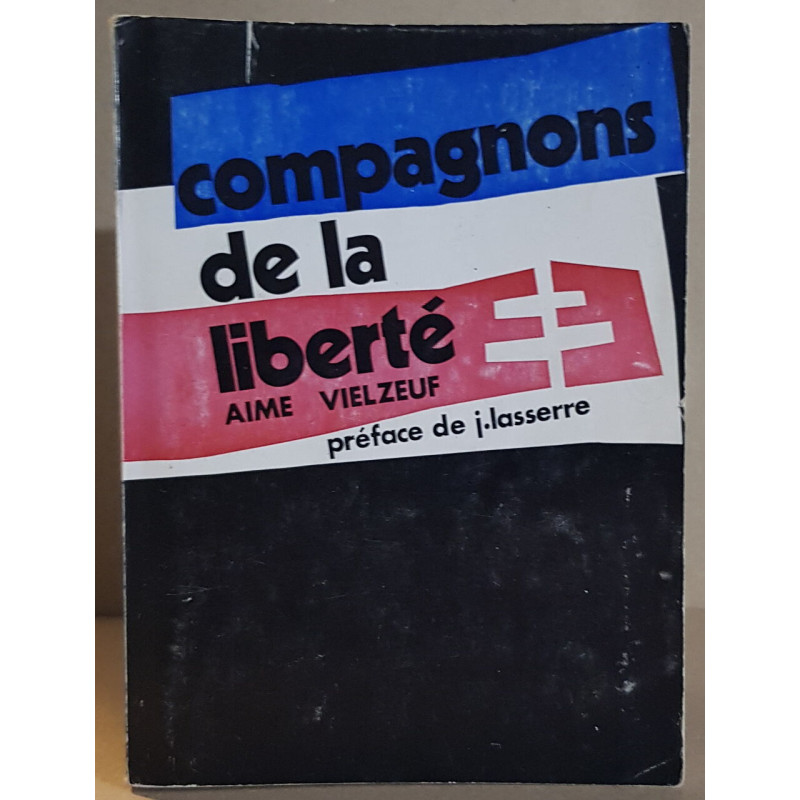 compagnons
de la
liberté
AIME VIELZEUF
préface de j.lasserre